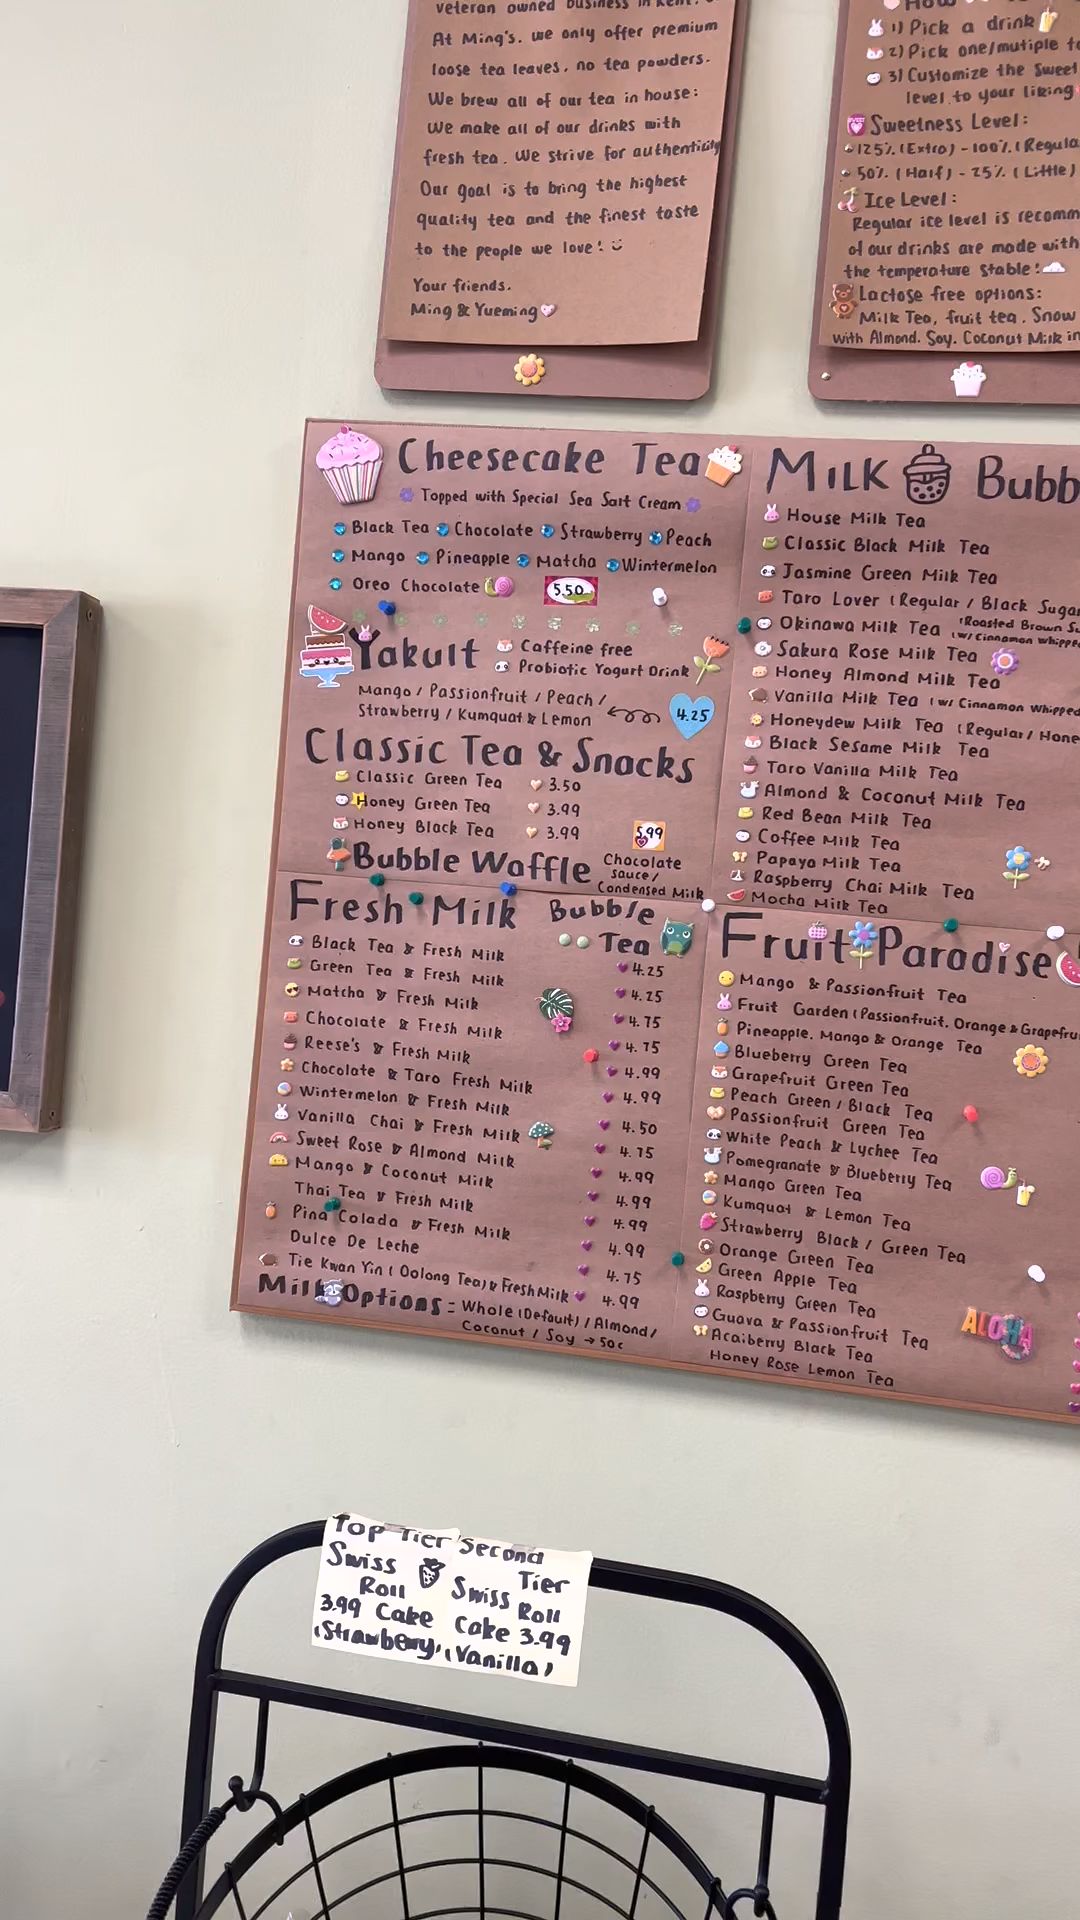 veteran owned business in Kent.
At Ming's, we only offer premium
loose tea leaves, no tea powders.
We brew all of our tea in house:
We make all of our drinks with
fresh tea. We strive for authenticity
Our goal is to bring the highest
quality tea and the finest taste
to the people we love!
Your friends,
Ming & Yueming
How
1) Pick a drink
2) Pick one/mutiple
3) Customize the Sweet
level to your liking
Sweetness Level:
125% (Extra) - 100% (Regula
50% (Half) - 25% (Little)
Ice Level:
Regular ice level is recomm
of our drinks are made with
the temperature stable!
Lactose free options:
Milk Tea, fruit tea, Snow
with Almond, Soy, Coconut Milk in
Cheesecake Tea
Topped with Special Sea Salt Cream
Black Tea Chocolate Strawberry Peach
Mango Pineapple Matcha Wintermelon
Oreo Chocolate 5.50
Yakult
Caffeine free
Probiotic Yogurt Drink
Mango / Passionfruit / Peach /
Strawberry / Kumquat & Lemon 4.25
Classic Tea & Snacks
Classic Green Tea 3.50
Honey Green Tea 3.99
Honey Black Tea 3.99
5.99
Bubble Waffle Chocolate
sauce /
Condensed Milk
Milk Bubb
House Milk Tea
Classic Black Milk Tea
Jasmine Green Milk Tea
Taro Lover (Regular / Black Sugar
Okinawa Milk Tea (Roasted Brown Su
(w/ Cinnamon Whippe
Sakura Rose Milk Tea
Honey Almond Milk Tea
Vanilla Milk Tea (w/ Cinnamon Whipped
Honeydew Milk Tea (Regular / Hone
Black Sesame Milk Tea
Taro Vanilla Milk Tea
Almond & Coconut Milk Tea
Red Bean Milk Tea
Coffee Milk Tea
Papaya Milk Tea
Raspberry Chai Milk Tea
Mocha Milk Tea
Fresh Milk Bubble
Tea
Black Tea & Fresh Milk 4.25
Green Tea & Fresh Milk 4.25
Matcha & Fresh Milk 4.75
Chocolate & Fresh Milk 4.75
Reese's & Fresh Milk 4.99
Chocolate & Taro Fresh Milk 4.99
Wintermelon & Fresh Milk 4.50
Vanilla Chai & Fresh Milk 4.75
Sweet Rose & Almond Milk 4.99
Mango & Coconut Milk 4.99
Thai Tea & Fresh Milk 4.99
Pina Colada & Fresh Milk 4.99
Dulce De Leche 4.75
Tie Kwan Yin (Oolong Tea) & Fresh Milk 4.99
Milk Options = Whole (Default) / Almond /
Coconut / Soy → 50c
Fruit Paradise
Mango & Passionfruit Tea
Fruit Garden (Passionfruit, Orange & Grapefru
Pineapple, Mango & Orange Tea
Blueberry Green Tea
Grapefruit Green Tea
Peach Green / Black Tea
Passionfruit Green Tea
White Peach & Lychee Tea
Pomegranate & Blueberry Tea
Mango Green Tea
Kumquat & Lemon Tea
Strawberry Black / Green Tea
Orange Green Tea
Green Apple Tea
Raspberry Green Tea
Guava & Passionfruit Tea
Acaiberry Black Tea
Honey Rose Lemon Tea
ALOHA
Top Tier
Swiss
Roll
3.99 Cake
(Strawberry)
Second
Tier
Swiss Roll
Cake 3.99
(Vanilla)